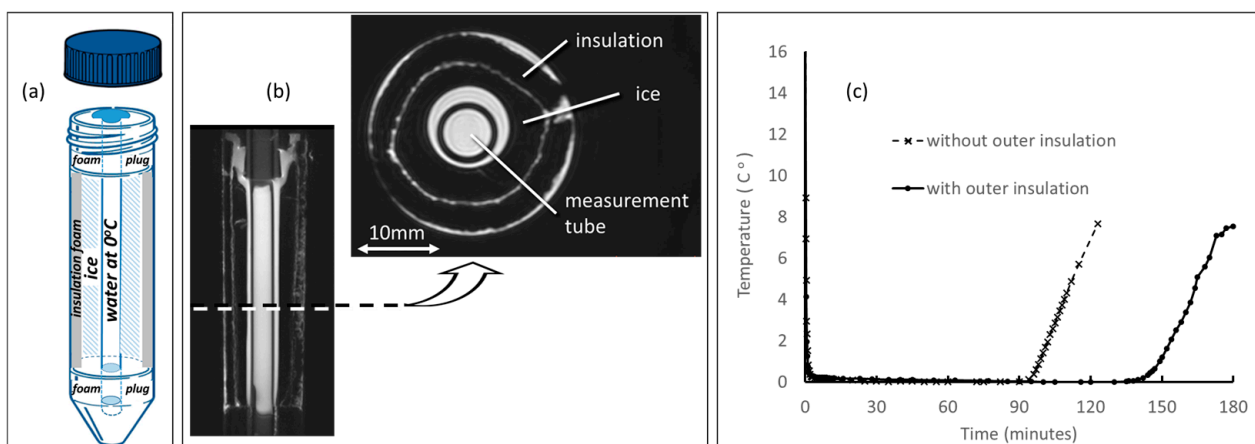 (a)
foam plug
insulation foam
ice
water at 0°C
foam plug
(b)
insulation
ice
measurement
tube
10mm
(c)
16
14
12
10
8
6
4
2
0
Temperature ( C° )
without outer insulation
with outer insulation
0 30 60 90 120 150 180
Time (minutes)